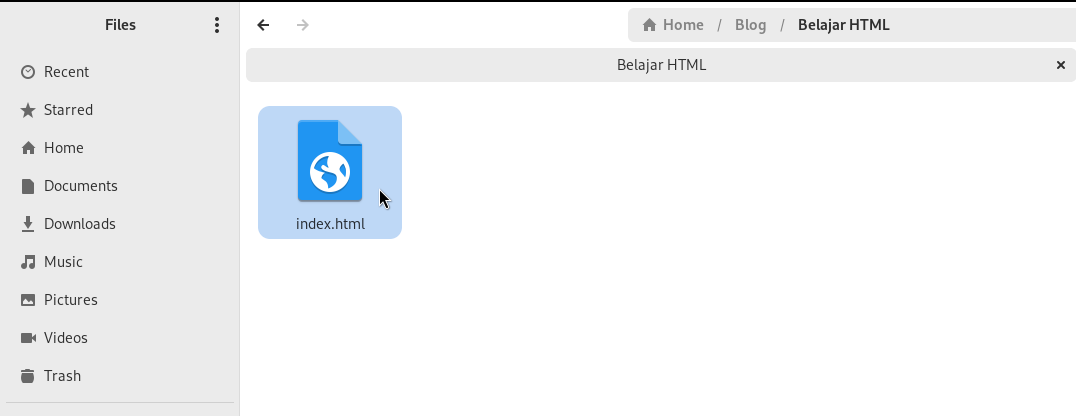 Files
Recent
Starred
Home
Documents
Downloads
Music
Pictures
Videos
Trash
Home / Blog / Belajar HTML
Belajar HTML
index.html